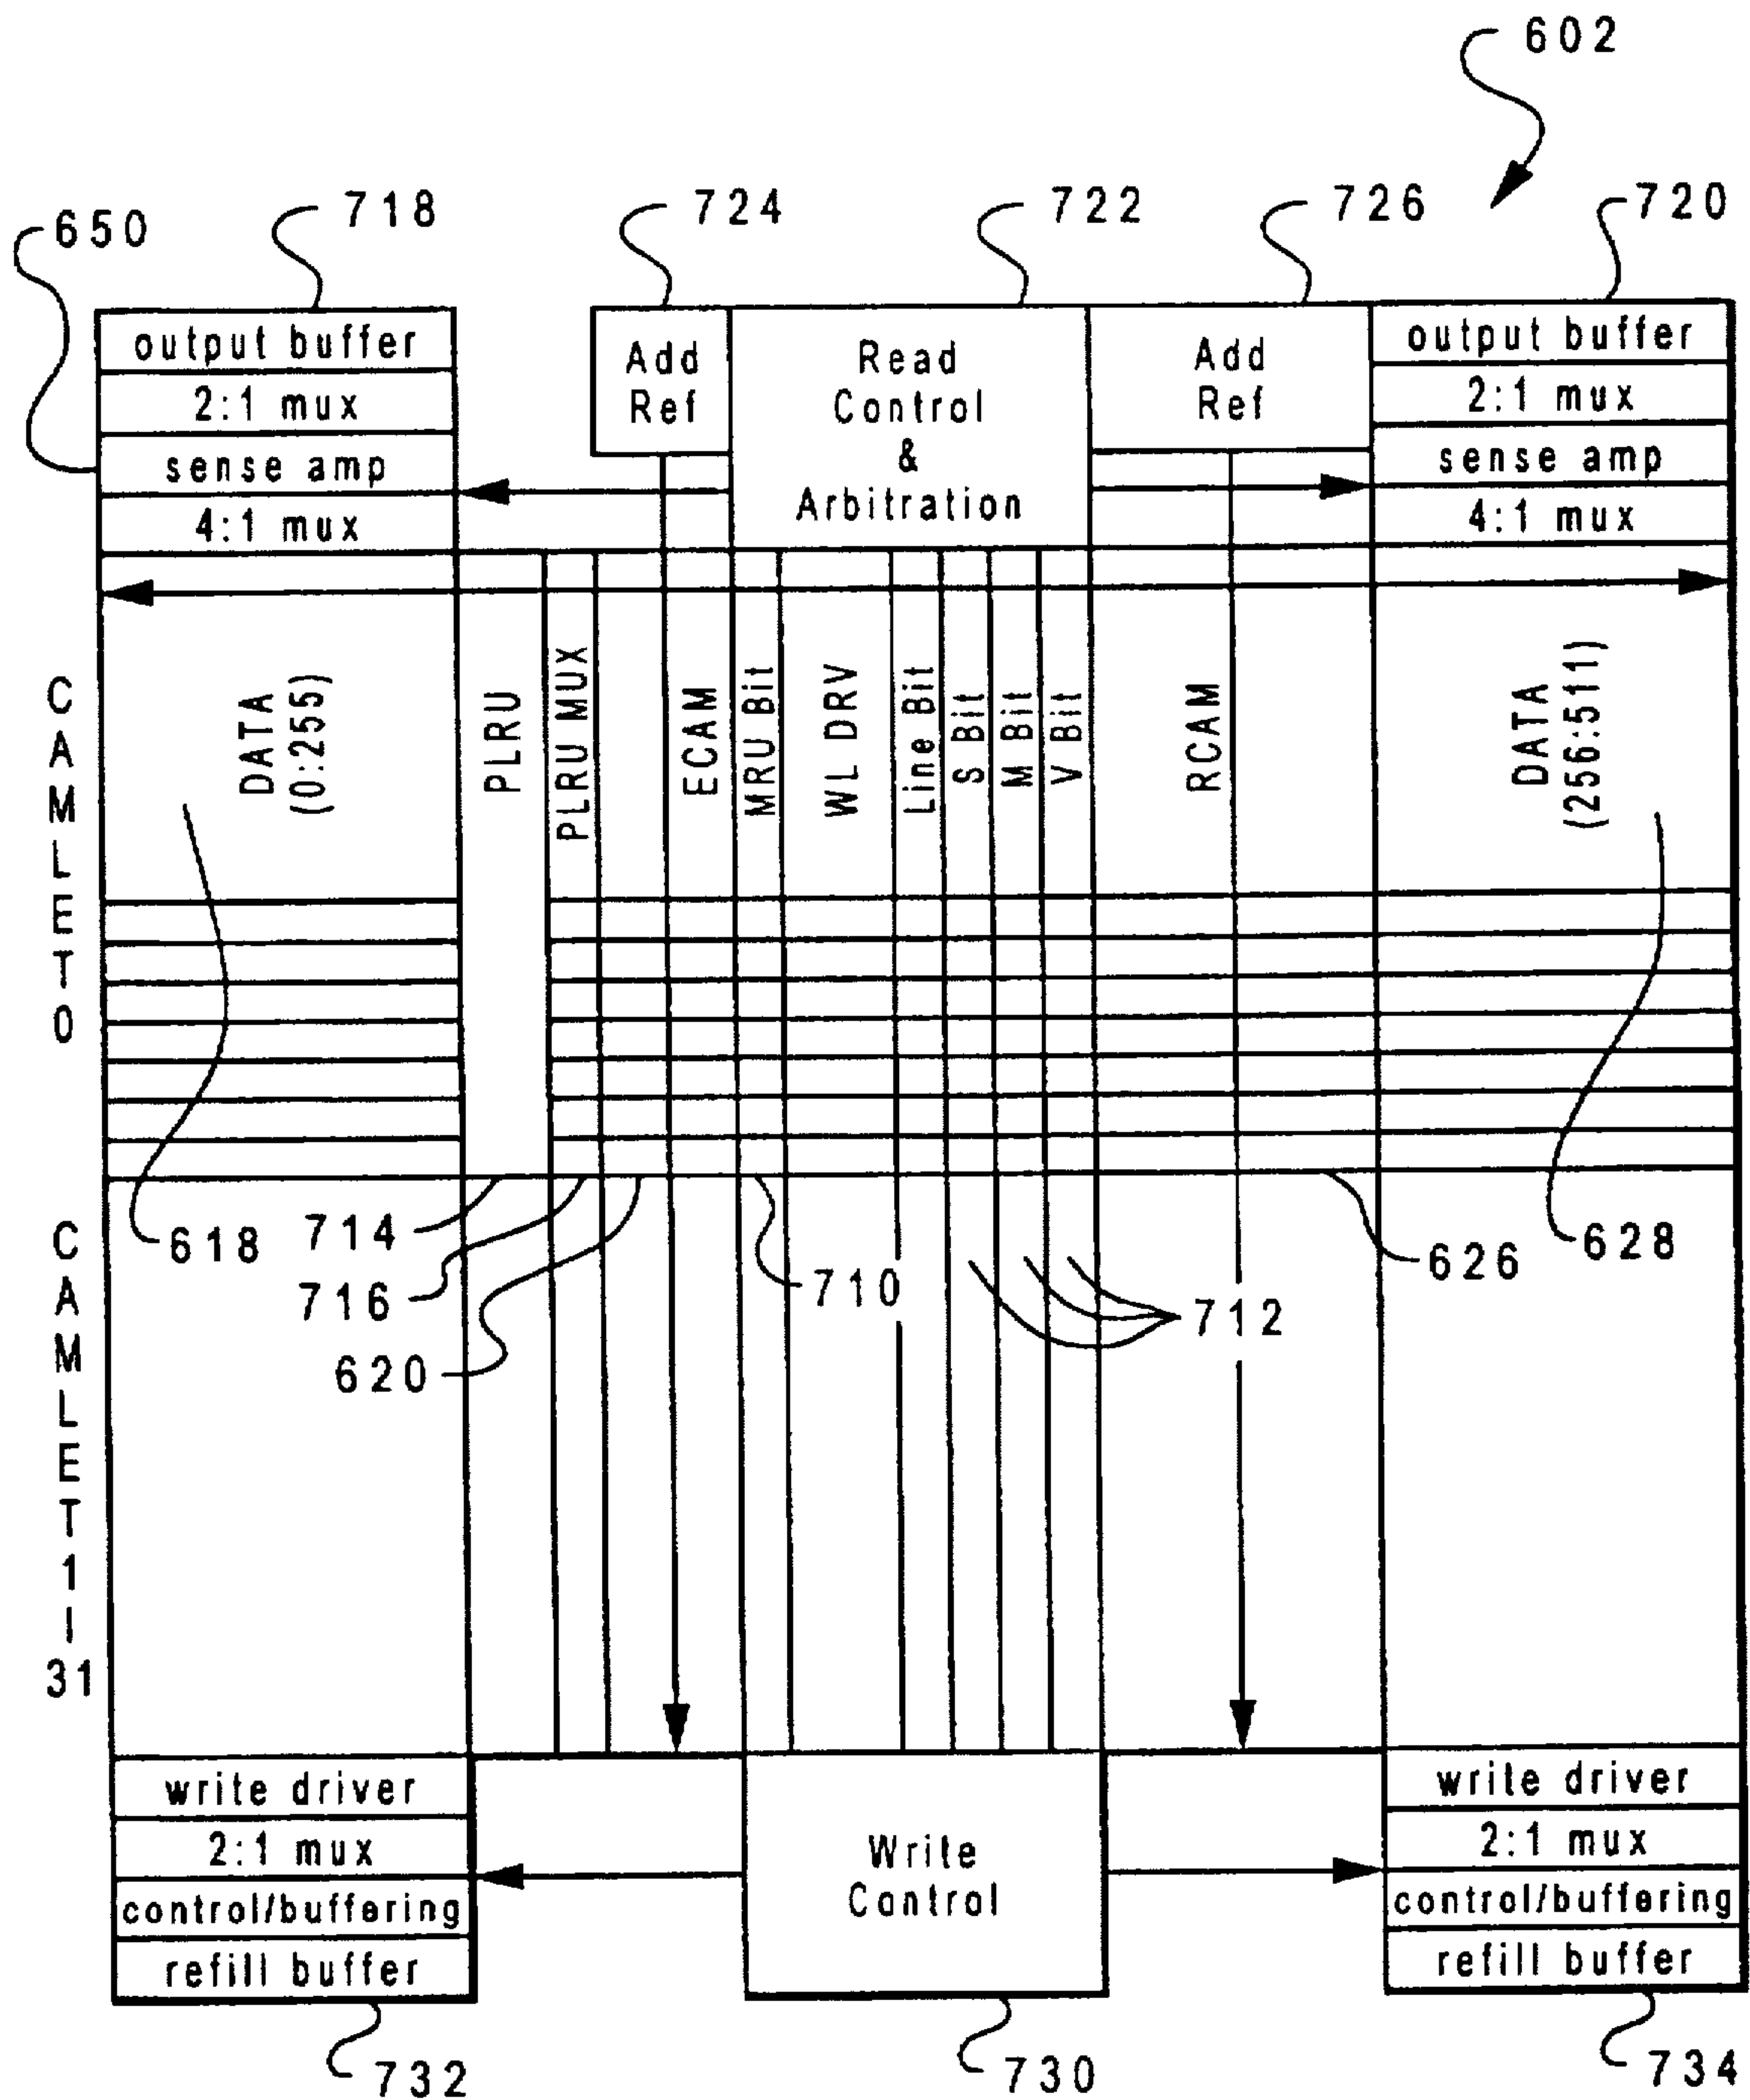 602
650
718
724
722
726
720
output buffer
2:1 mux
sense amp
4:1 mux
Add
Ref
Read
Control
&
Arbitration
Add
Ref
output buffer
2:1 mux
sense amp
4:1 mux
CAMLET0
DATA
(0:255)
PLRU
PLRU MUX
ECAM
MRU Bit
WL DRV
Line Bit
S Bit
M Bit
V Bit
RCAM
DATA
(256:511)
CAMLET1-31
618
714
716
620
710
712
626
628
write driver
2:1 mux
control/buffering
refill buffer
Write
Control
write driver
2:1 mux
control/buffering
refill buffer
732
730
734